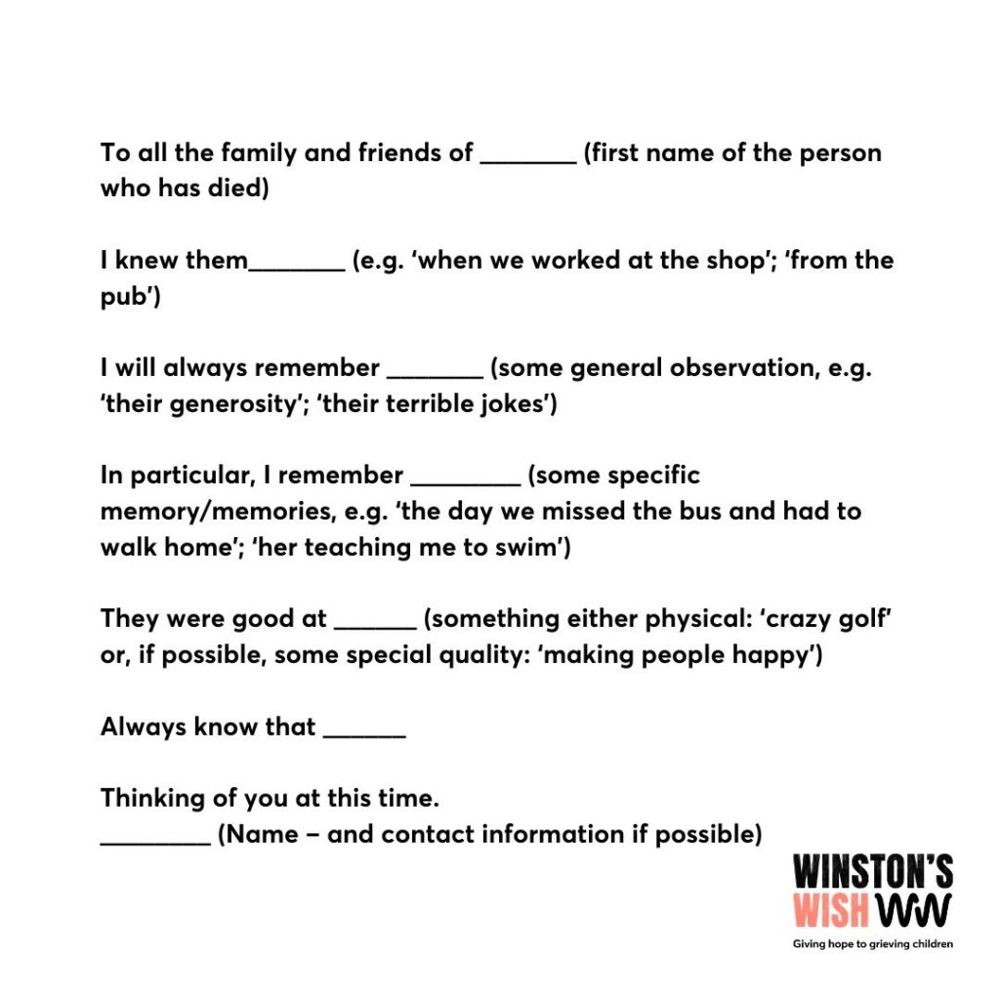 To all the family and friends of _______ (first name of the person
who has died)
I knew them_______ (e.g. ‘when we worked at the shop’; ‘from the
pub’)
I will always remember _______ (some general observation, e.g.
‘their generosity’; ‘their terrible jokes’)
In particular, I remember ________ (some specific
memory/memories, e.g. ‘the day we missed the bus and had to
walk home’; ‘her teaching me to swim’)
They were good at ______ (something either physical: ‘crazy golf’
or, if possible, some special quality: ‘making people happy’)
Always know that ______
Thinking of you at this time.
________ (Name – and contact information if possible)
WINSTON’S
WISH WW
Giving hope to grieving children